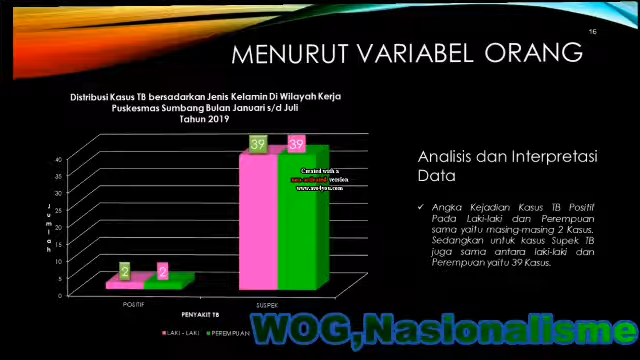 16
MENURUT VARIABEL ORANG
Distribusi Kasus TB bersadarkan Jenis Kelamin Di Wilayah Kerja
Puskesmas Sumbang Bulan Januari s/d Juli
Tahun 2019
39 39
Created with a
version
www.avs4you.com
2 2
40
35
30
25
20
15
10
5
0
Jumlah
POSITIF SUSPEK
PENYAKIT TB
LAKI - LAKI PEREMPUAN
Analisis dan Interpretasi
Data
✓ Angka Kejadian Kasus TB Positif
Pada Laki-laki dan Perempuan
sama yaitu masing-masing 2 Kasus.
Sedangkan untuk kasus Supek TB
juga sama antara laki-laki dan
Perempuan yaitu 39 Kasus.
WOG,Nasionalisme